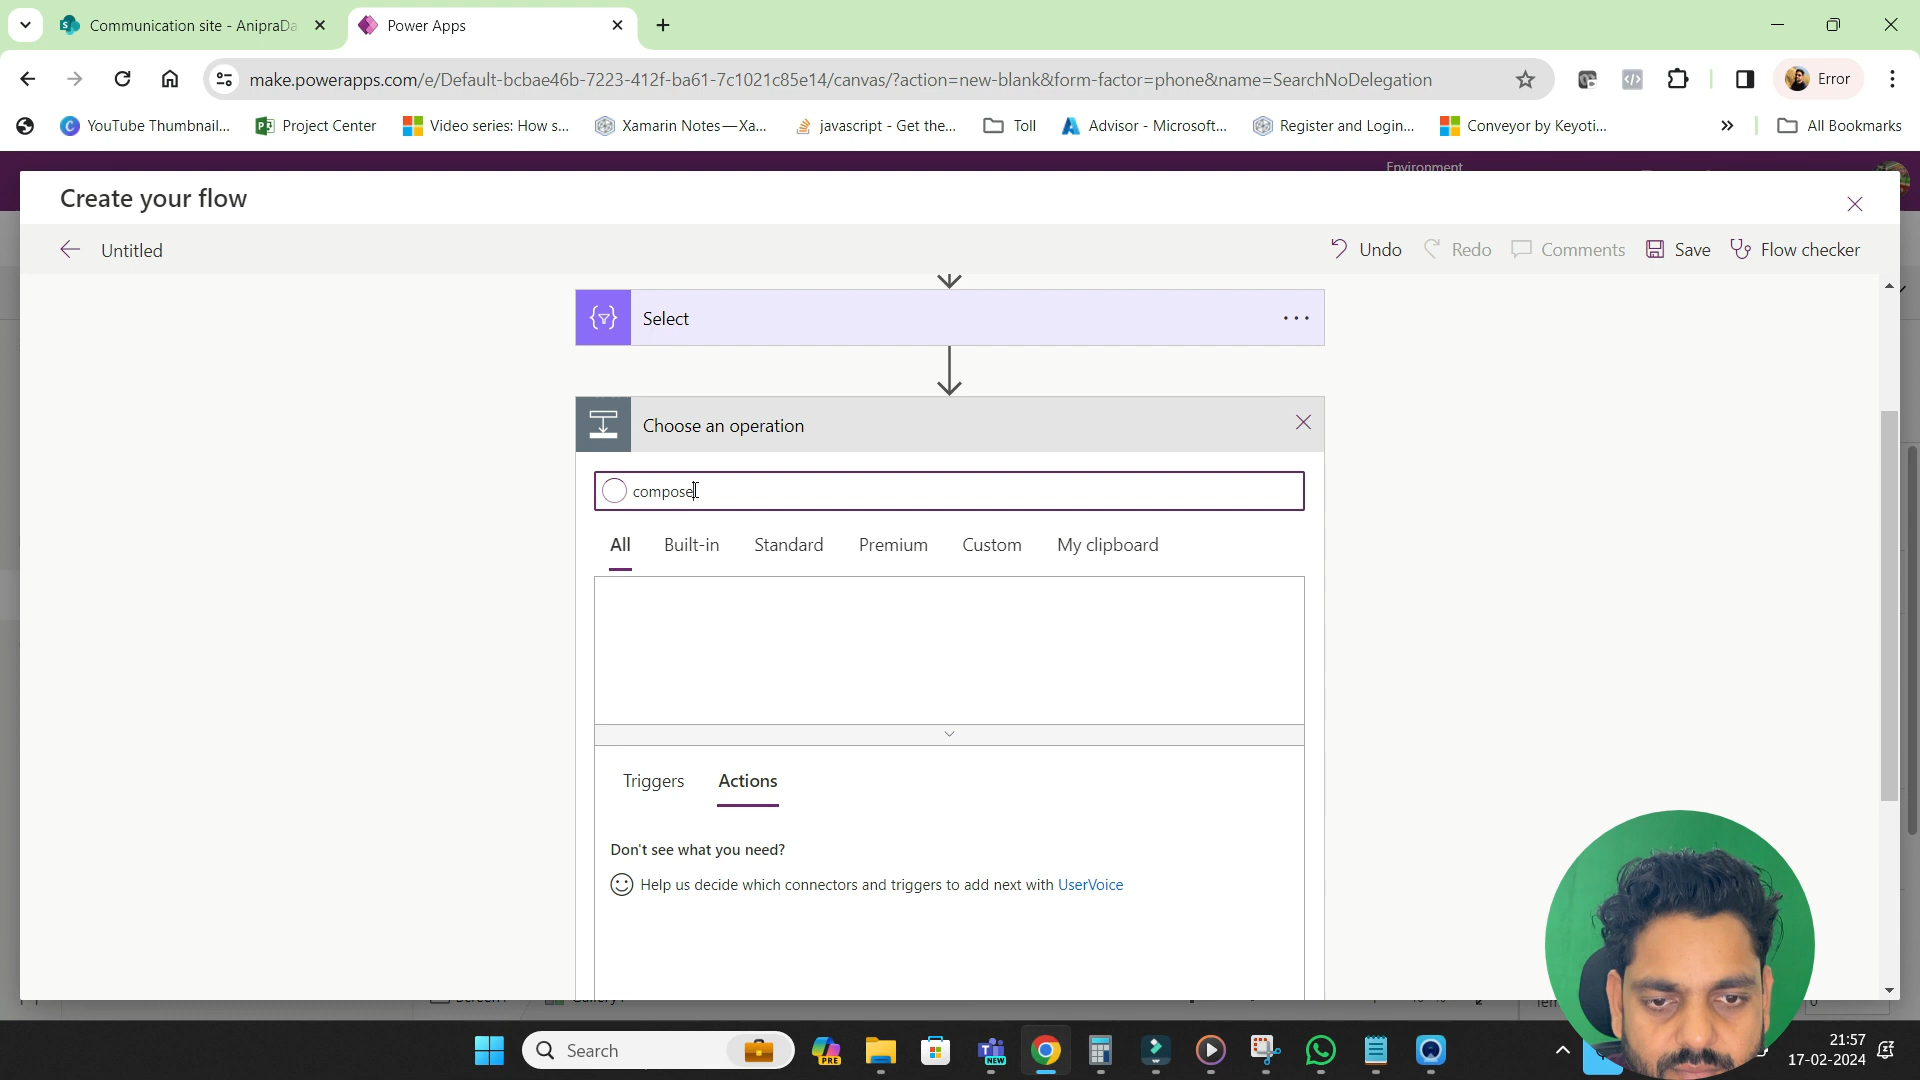 Communication site - AnipraDa
Power Apps
make.powerapps.com/e/Default-bcbae46b-7223-412f-ba61-7c1021c85e14/canvas/?action=new-blank&form-factor=phone&name=SearchNoDelegation
Error
YouTube Thumbnail...
Project Center
Video series: How s...
Xamarin Notes—Xa...
javascript - Get the...
Toll
Advisor - Microsoft...
Register and Login...
Conveyor by Keyoti...
All Bookmarks
Environment
Create your flow
Untitled
Undo
Redo
Comments
Save
Flow checker
Select
Choose an operation
compose
All
Built-in
Standard
Premium
Custom
My clipboard
Triggers
Actions
Don't see what you need?
Help us decide which connectors and triggers to add next with UserVoice
Search
PRE
NEW
21:57
17-02-2024